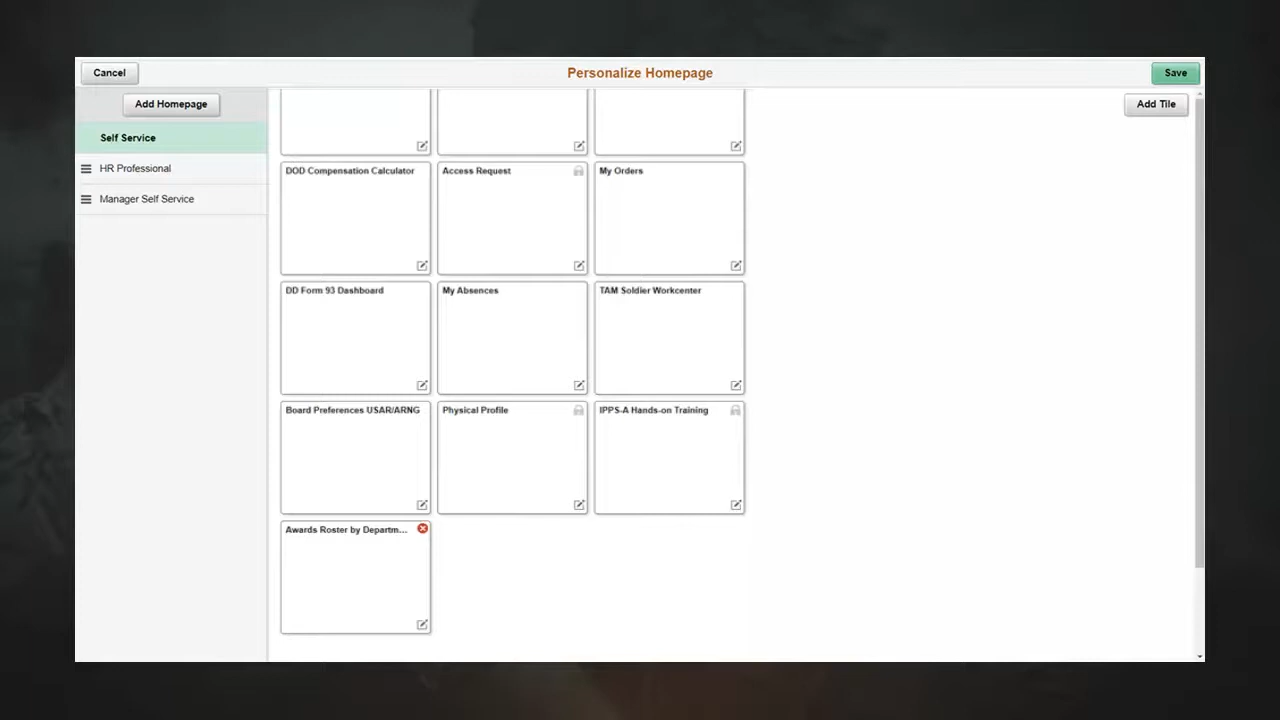 Cancel
Personalize Homepage
Save
Add Homepage
Add Tile
Self Service
HR Professional
Manager Self Service
DOD Compensation Calculator
Access Request
My Orders
DD Form 93 Dashboard
My Absences
TAM Soldier Workcenter
Board Preferences USAR/ARNG
Physical Profile
IPPS-A Hands-on Training
Awards Roster by Departm...